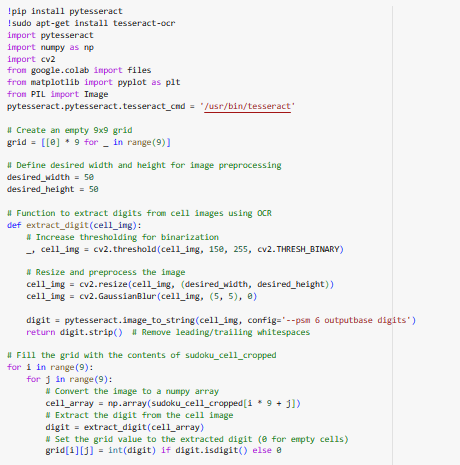 !pip install pytesseract
!sudo apt-get install tesseract-ocr
import pytesseract
import numpy as np
import cv2
from google.colab import files
from matplotlib import pyplot as plt
from PIL import Image
pytesseract.pytesseract.tesseract_cmd = '/usr/bin/tesseract'

# Create an empty 9x9 grid
grid = [[0] * 9 for _ in range(9)]

# Define desired width and height for image preprocessing
desired_width = 50
desired_height = 50

# Function to extract digits from cell images using OCR
def extract_digit(cell_img):
    # Increase thresholding for binarization
    _, cell_img = cv2.threshold(cell_img, 150, 255, cv2.THRESH_BINARY)

    # Resize and preprocess the image
    cell_img = cv2.resize(cell_img, (desired_width, desired_height))
    cell_img = cv2.GaussianBlur(cell_img, (5, 5), 0)

    digit = pytesseract.image_to_string(cell_img, config='--psm 6 outputbase digits')
    return digit.strip()  # Remove leading/trailing whitespaces

# Fill the grid with the contents of sudoku_cell_cropped
for i in range(9):
    for j in range(9):
        # Convert the image to a numpy array
        cell_array = np.array(sudoku_cell_cropped[i * 9 + j])
        # Extract the digit from the cell image
        digit = extract_digit(cell_array)
        # Set the grid value to the extracted digit (0 for empty cells)
        grid[i][j] = int(digit) if digit.isdigit() else 0